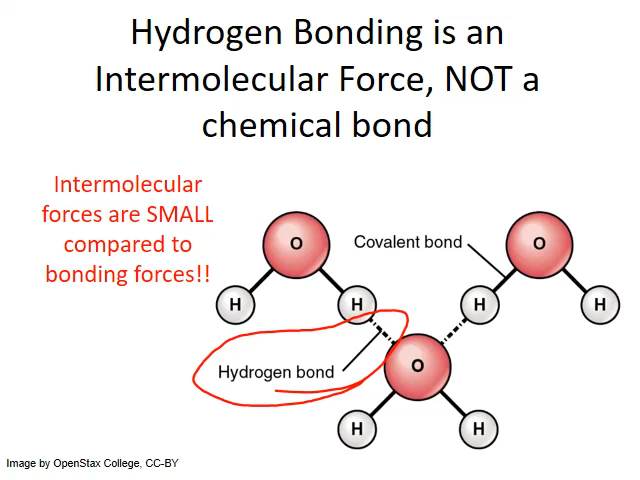 Hydrogen Bonding is an
Intermolecular Force, NOT a
chemical bond
Intermolecular
forces are SMALL
compared to
bonding forces!!
O
Covalent bond
O
H
H
H
H
Hydrogen bond
O
H
H
Image by OpenStax College, CC-BY